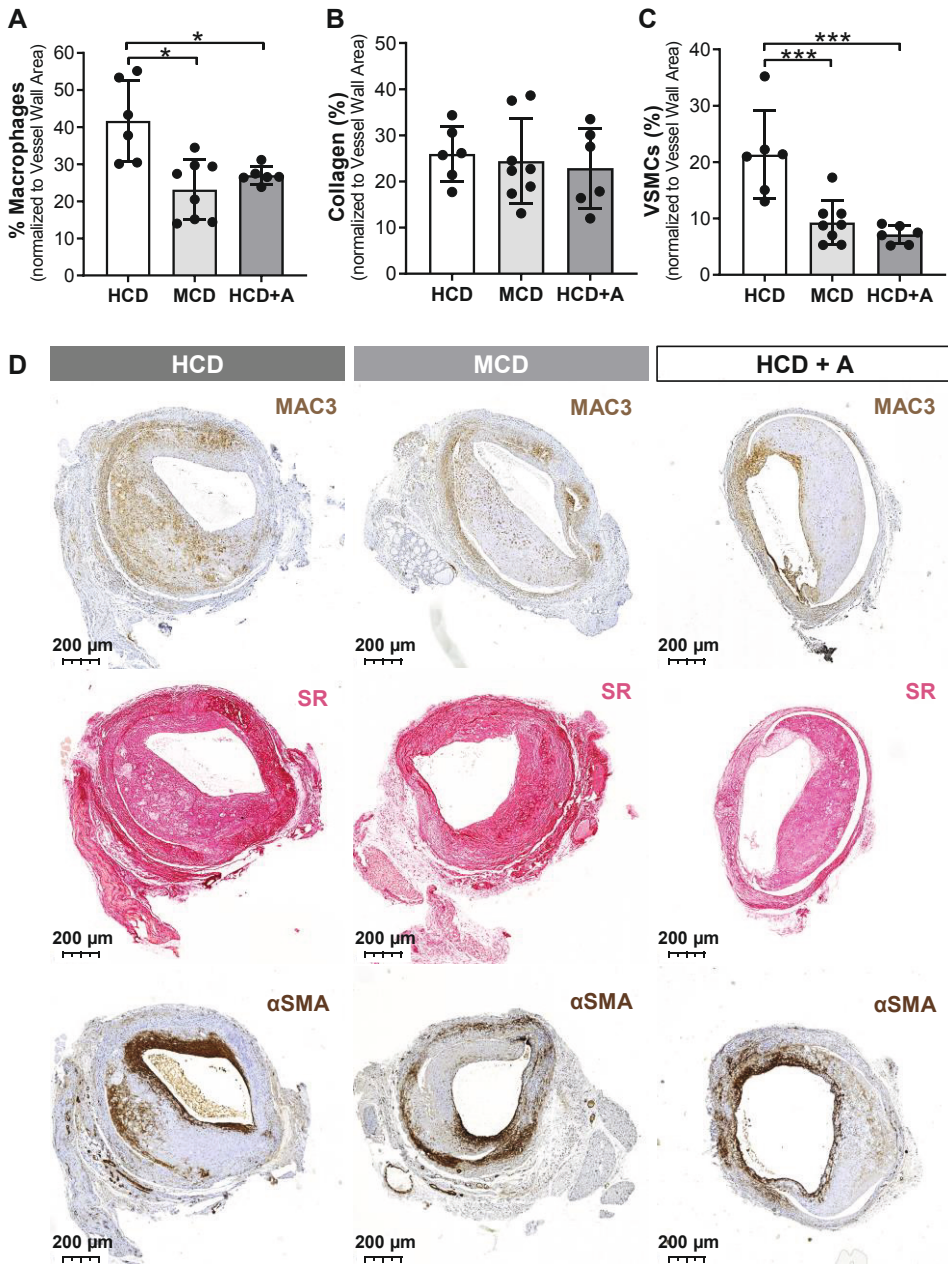 A
% Macrophages
(normalized to Vessel Wall Area)
60
50
40
30
20
10
0
*
*
HCD
MCD
HCD+A
B
Collagen (%)
(normalized to Vessel Wall Area)
50
40
30
20
10
0
HCD
MCD
HCD+A
C
VSMCs (%)
(normalized to Vessel Wall Area)
40
30
20
10
0
***
***
HCD
MCD
HCD+A
D
HCD
MCD
HCD + A
MAC3
MAC3
MAC3
200 µm
200 µm
200 µm
SR
SR
SR
200 µm
200 µm
200 µm
αSMA
αSMA
αSMA
200 µm
200 µm
200 µm